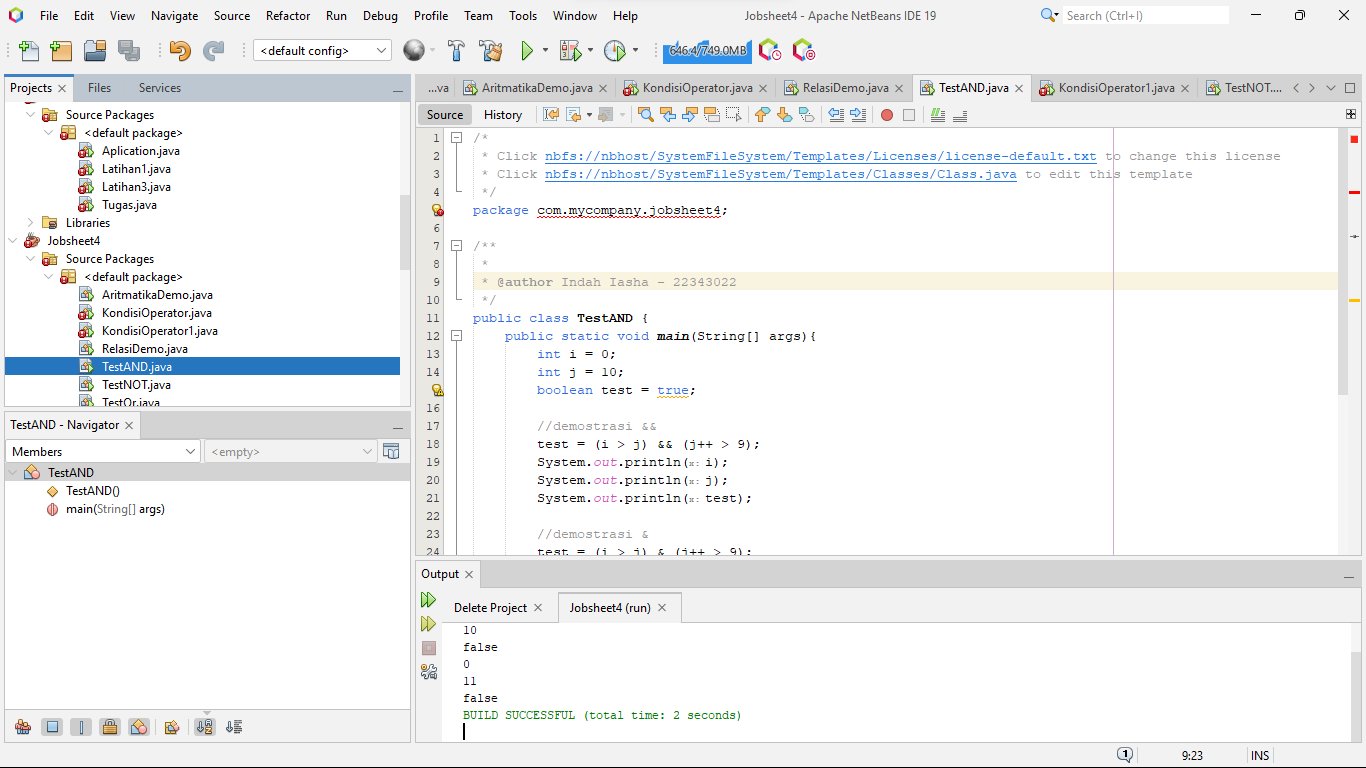 File Edit View Navigate Source Refactor Run Debug Profile Team Tools Window Help
Jobsheet4 - Apache NetBeans IDE 19
Search (Ctrl+I)
<default config>
646.4/749.0MB
Projects Files Services
Source Packages
<default package>
Aplication.java
Latihan1.java
Latihan3.java
Tugas.java
Libraries
Jobsheet4
Source Packages
<default package>
AritmatikaDemo.java
KondisiOperator.java
KondisiOperator1.java
RelasiDemo.java
TestAND.java
TestNOT.java
TestOr.java
TestAND - Navigator
Members <empty>
TestAND
TestAND()
main(String[] args)
...va AritmatikaDemo.java KondisiOperator.java RelasiDemo.java TestAND.java KondisiOperator1.java TestNOT....
Source History
1 /*
2 * Click nbfs://nbhost/SystemFileSystem/Templates/Licenses/license-default.txt to change this license
3 * Click nbfs://nbhost/SystemFileSystem/Templates/Classes/Class.java to edit this template
4 */
package com.mycompany.jobsheet4;
6
7 /**
8 *
9 * @author Indah Iasha - 22343022
10 */
11 public class TestAND {
12 public static void main(String[] args){
13 int i = 0;
14 int j = 10;
boolean test = true;
16
17 //demostrasi &&
18 test = (i > j) && (j++ > 9);
19 System.out.println(x: i);
20 System.out.println(x: j);
21 System.out.println(x: test);
22
23 //demostrasi &
24 test = (i > j) & (j++ > 9);
Output
Delete Project Jobsheet4 (run)
10
false
0
11
false
BUILD SUCCESSFUL (total time: 2 seconds)
1 9:23 INS